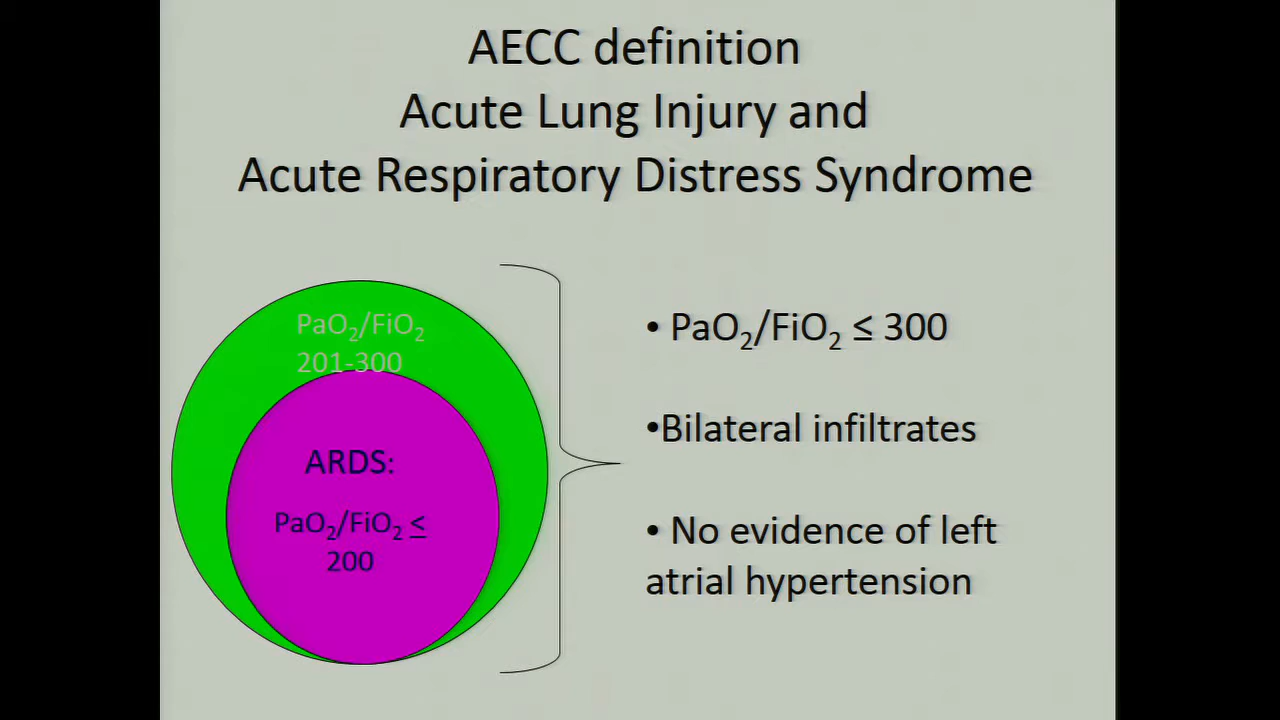 AECC definition
Acute Lung Injury and
Acute Respiratory Distress Syndrome
PaO₂/FiO₂
201-300
ARDS:
PaO₂/FiO₂ ≤
200
• PaO₂/FiO₂ ≤ 300
•Bilateral infiltrates
• No evidence of left
atrial hypertension